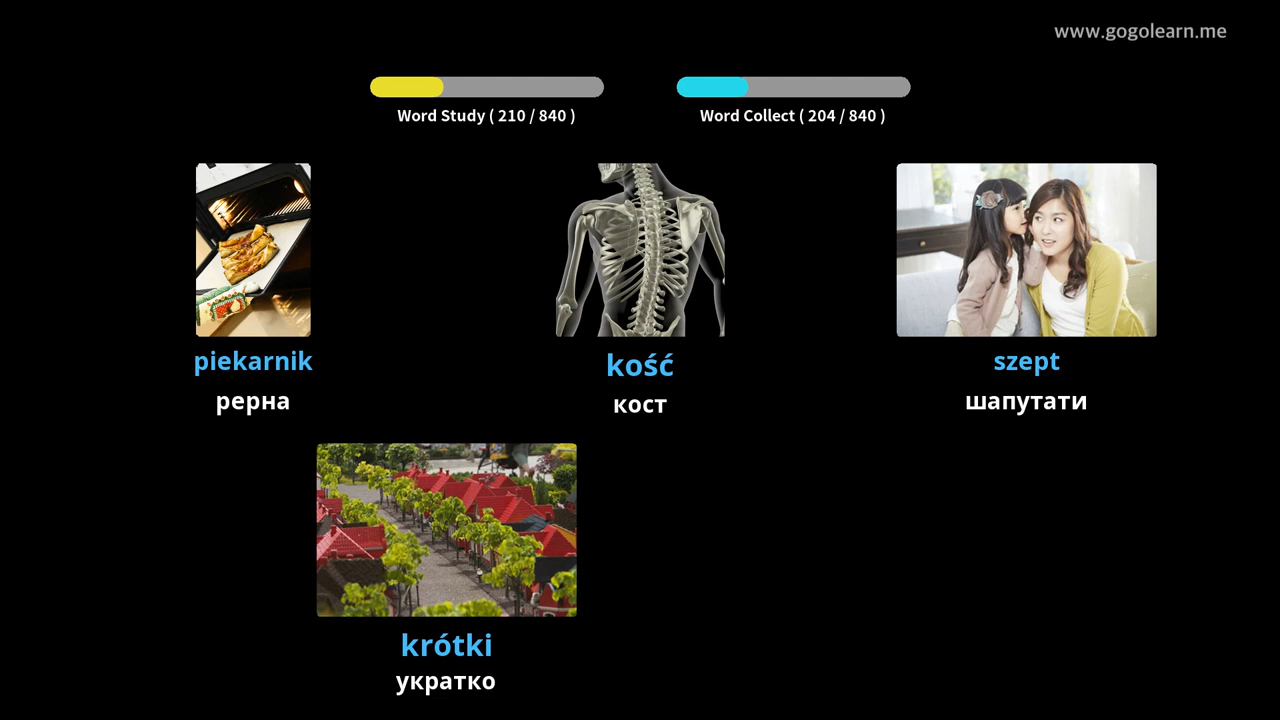 www.gogolearn.me
Word Study ( 210 / 840 )
Word Collect ( 204 / 840 )
piekarnik
рерна
kość
кост
szept
шапутати
krótki
укратко